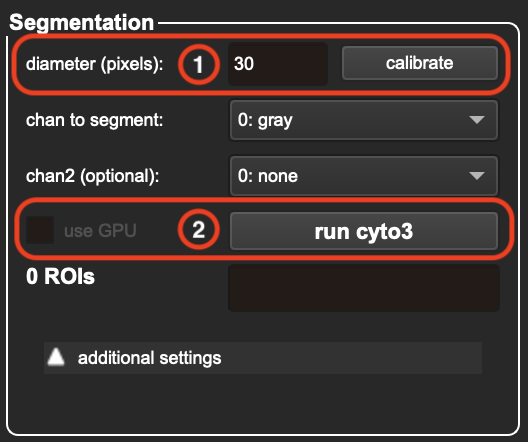 Segmentation
diameter (pixels): 1 30 calibrate
chan to segment: 0: gray
chan2 (optional): 0: none
use GPU 2 run cyto3
0 ROIs
additional settings